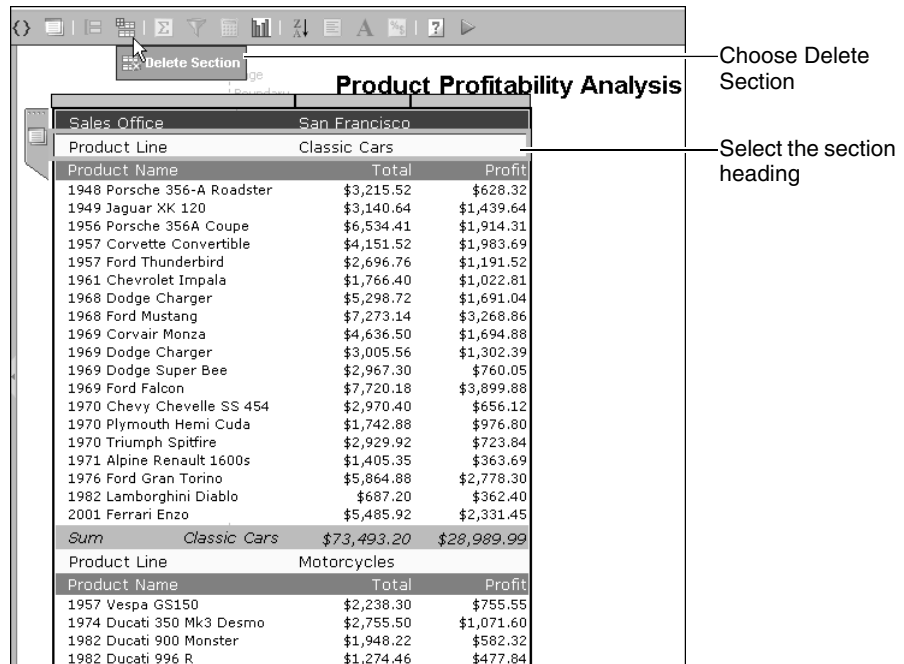 Delete Section
Choose Delete
Section
Product Profitability Analysis
Sales Office San Francisco
Product Line Classic Cars
Select the section
heading
Product Name Total Profit
1948 Porsche 356-A Roadster $3,215.52 $628.32
1949 Jaguar XK 120 $3,140.64 $1,439.64
1956 Porsche 356A Coupe $6,534.41 $1,914.31
1957 Corvette Convertible $4,151.52 $1,983.69
1957 Ford Thunderbird $2,696.76 $1,191.52
1961 Chevrolet Impala $1,766.40 $1,022.81
1968 Dodge Charger $5,298.72 $1,691.04
1968 Ford Mustang $7,273.14 $3,268.86
1969 Corvair Monza $4,636.50 $1,694.88
1969 Dodge Charger $3,005.56 $1,302.39
1969 Dodge Super Bee $2,967.30 $760.05
1969 Ford Falcon $7,720.18 $3,899.88
1970 Chevy Chevelle SS 454 $2,970.40 $656.12
1970 Plymouth Hemi Cuda $1,742.88 $976.80
1970 Triumph Spitfire $2,929.92 $723.84
1971 Alpine Renault 1600s $1,405.35 $363.69
1976 Ford Gran Torino $5,864.88 $2,778.30
1982 Lamborghini Diablo $687.20 $362.40
2001 Ferrari Enzo $5,485.92 $2,331.45
Sum Classic Cars $73,493.20 $28,989.99
Product Line Motorcycles
Product Name Total Profit
1957 Vespa GS150 $2,238.30 $755.55
1974 Ducati 350 Mk3 Desmo $2,755.50 $1,071.60
1982 Ducati 900 Monster $1,948.22 $582.32
1982 Ducati 996 R $1,274.46 $477.84